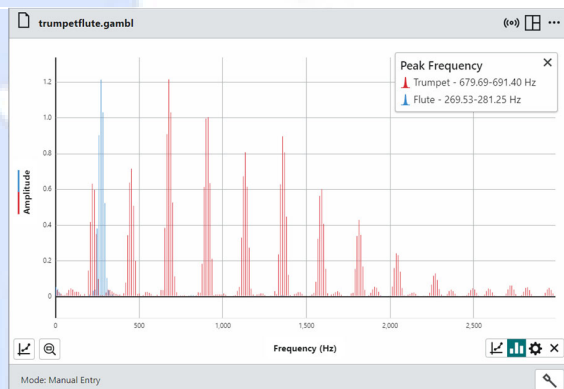 trumpetflute.gambl
Peak Frequency
Trumpet - 679.69-691.40 Hz
Flute - 269.53-281.25 Hz
Amplitude
1.2
1.0
0.8
0.6
0.4
0.2
0
0 500 1,000 1,500 2,000 2,500
Frequency (Hz)
Mode: Manual Entry